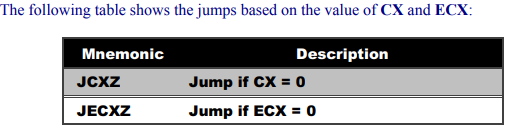 The following table shows the jumps based on the value of CX and ECX:
Mnemonic Description
JCXZ Jump if CX = 0
JECXZ Jump if ECX = 0